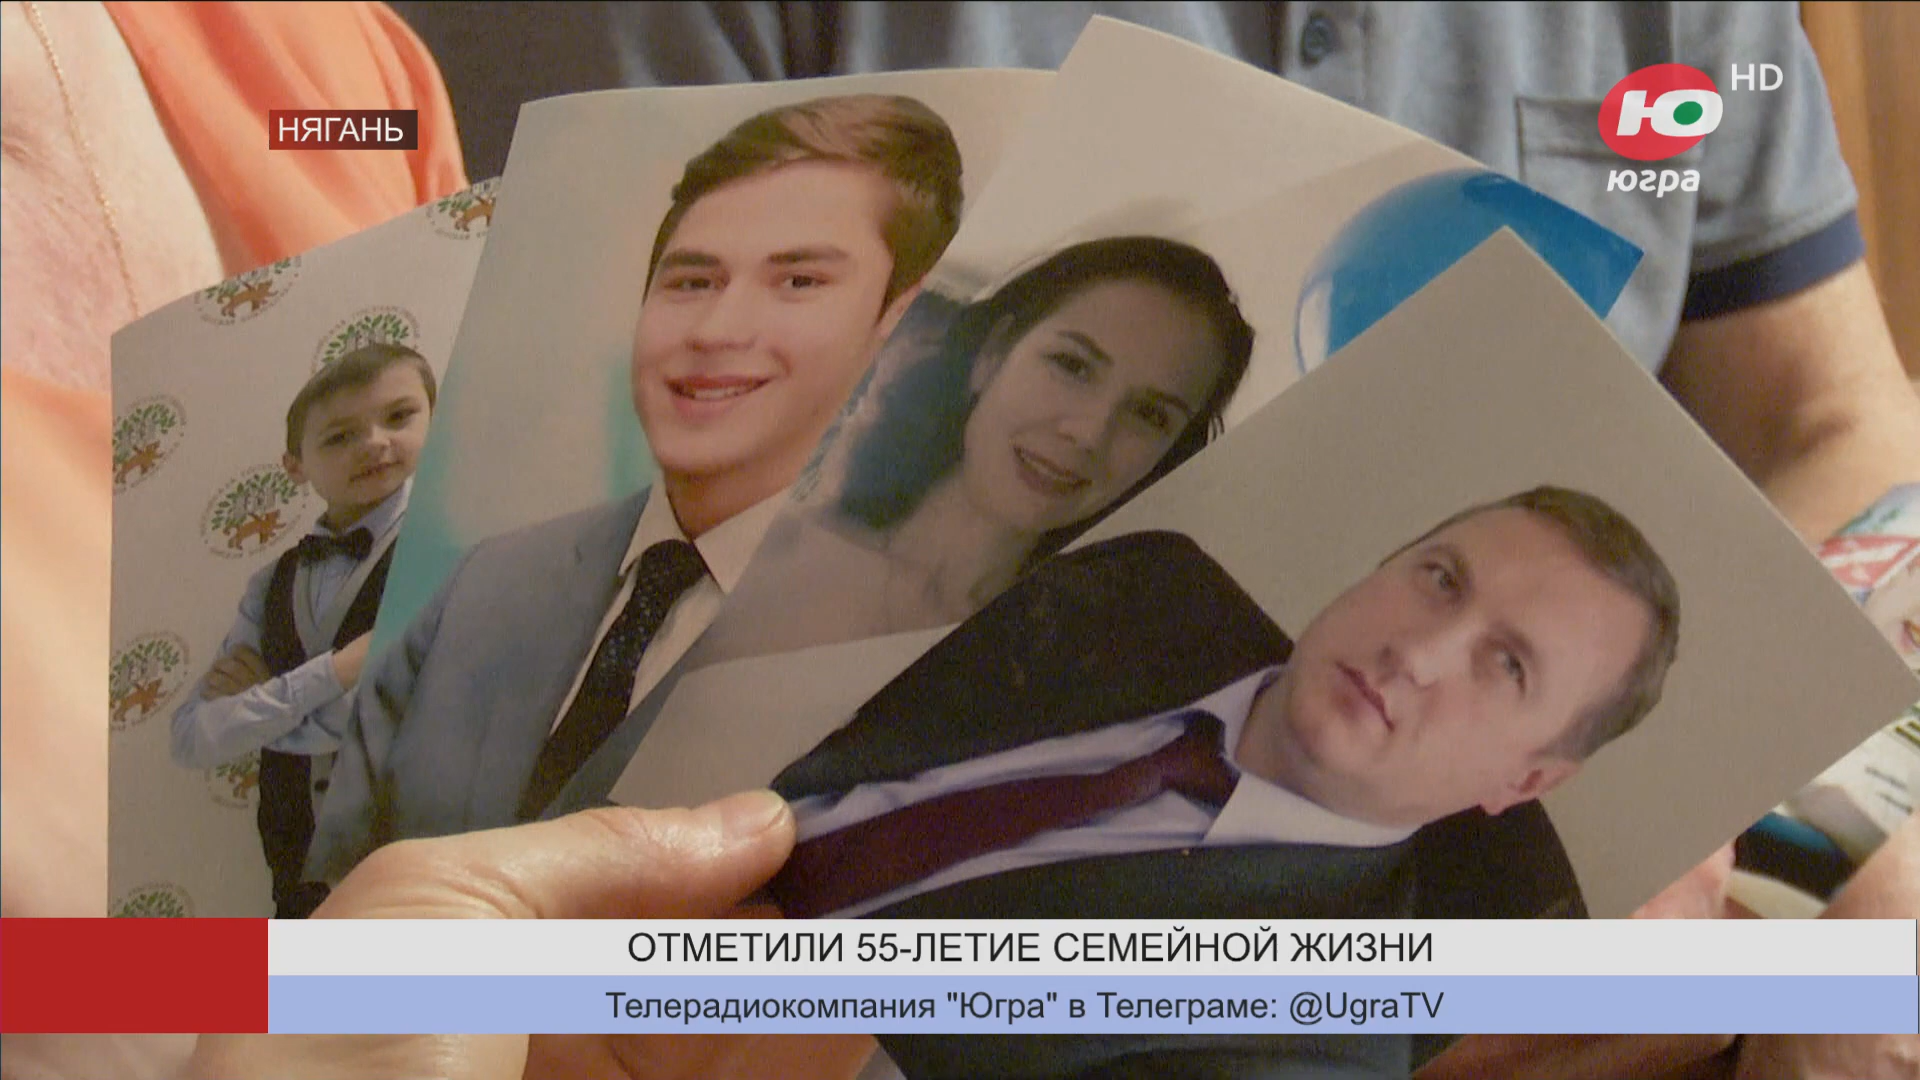 HD
НЯГАНЬ
югра
ОТМЕТИЛИ 55-ЛЕТИЕ СЕМЕЙНОЙ ЖИЗНИ
Телерадиокомпания "Югра" в Телеграме: @UgraTV